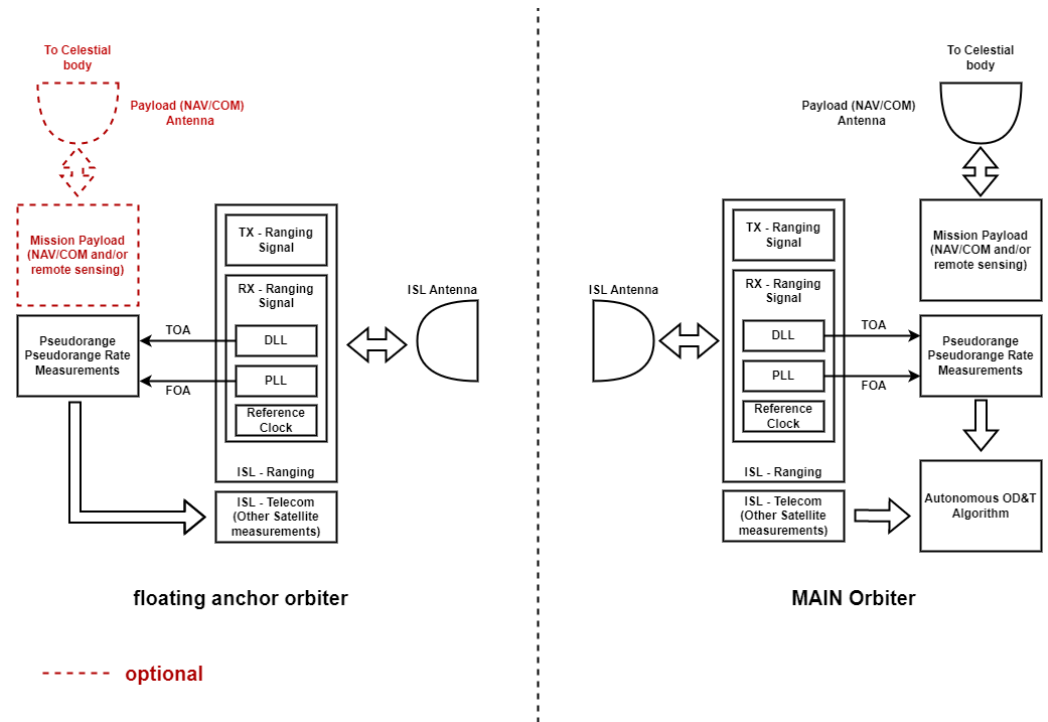 To Celestial
body
Payload (NAV/COM)
Antenna
Mission Payload
(NAV/COM and/or
remote sensing)
Pseudorange
Pseudorange Rate
Measurements
TOA
FOA
TX - Ranging
Signal
RX - Ranging
Signal
DLL
PLL
Reference
Clock
ISL - Ranging
ISL - Telecom
(Other Satellite
measurements)
ISL Antenna
floating anchor orbiter
optional
To Celestial
body
Payload (NAV/COM)
Antenna
ISL Antenna
TX - Ranging
Signal
RX - Ranging
Signal
DLL
PLL
Reference
Clock
ISL - Ranging
ISL - Telecom
(Other Satellite
measurements)
TOA
FOA
Mission Payload
(NAV/COM and/or
remote sensing)
Pseudorange
Pseudorange Rate
Measurements
Autonomous OD&T
Algorithm
MAIN Orbiter